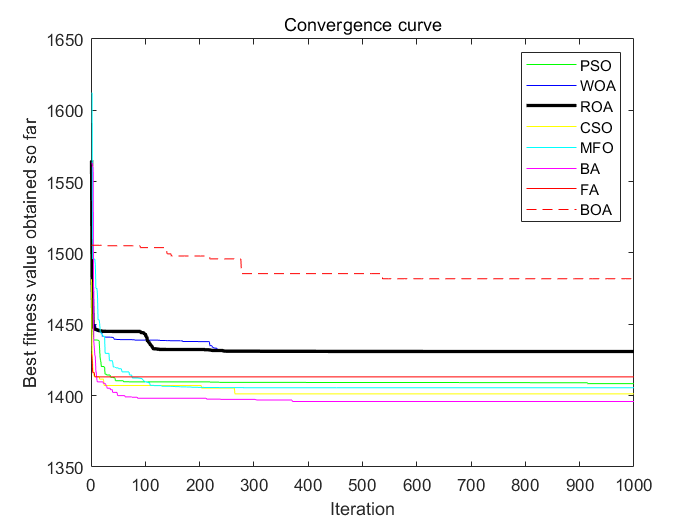 Convergence curve
Best fitness value obtained so far
1650
1600
1550
1500
1450
1400
1350
0 100 200 300 400 500 600 700 800 900 1000
Iteration
PSO
WOA
ROA
CSO
MFO
BA
FA
BOA